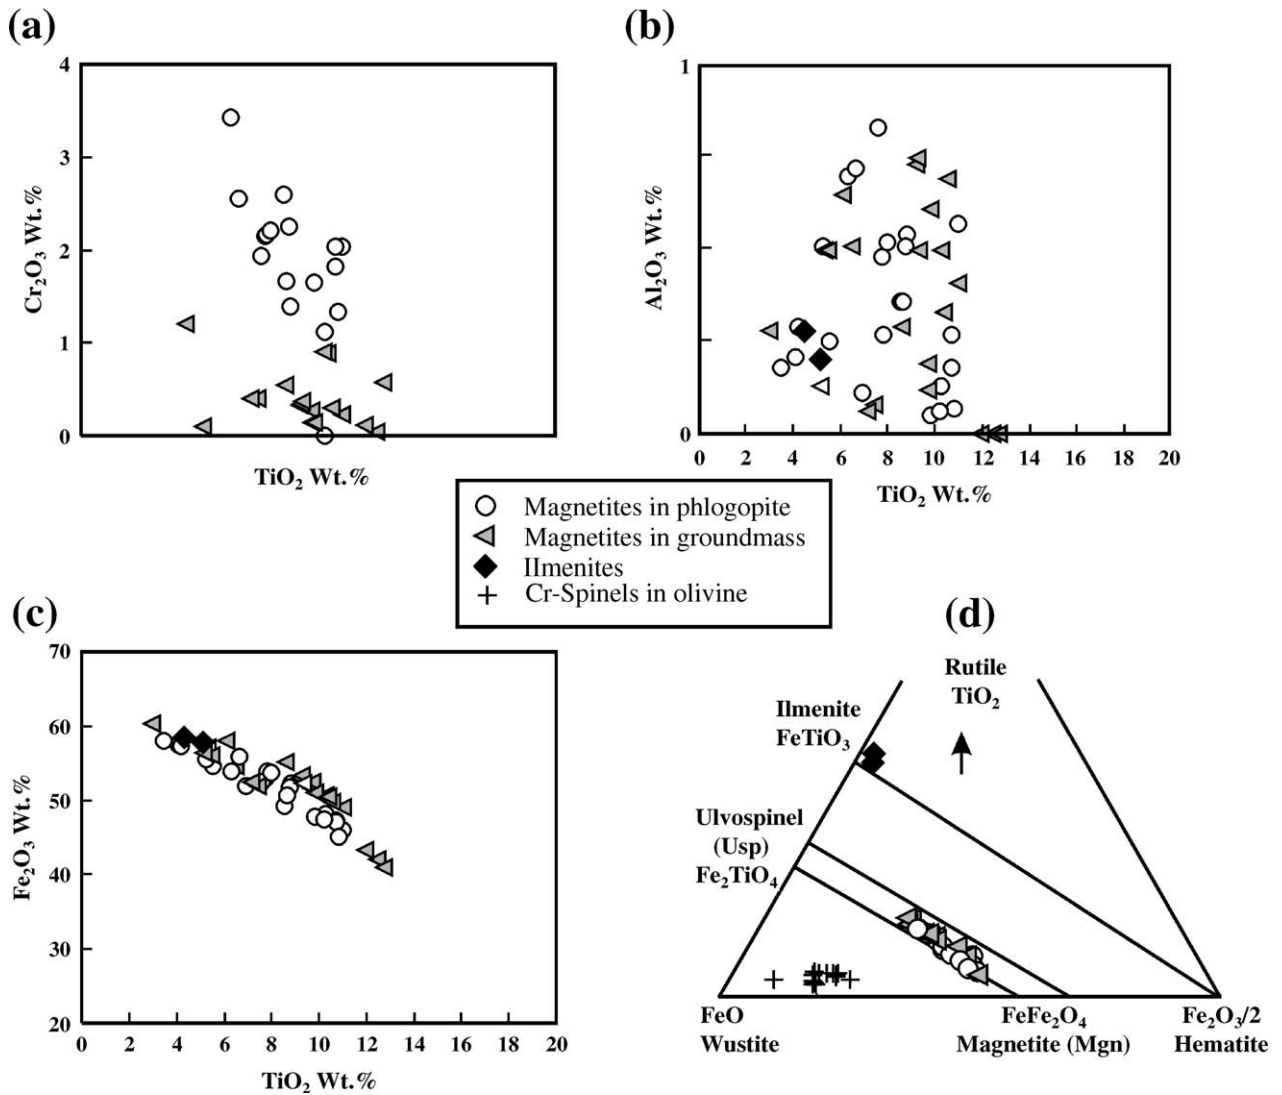 (a)
4
3
2
1
0
Cr₂O₃ Wt.%
TiO₂ Wt.%
(b)
1
0
Al₂O₃ Wt.%
0 2 4 6 8 10 12 14 16 18 20
TiO₂ Wt.%
Magnetites in phlogopite
Magnetites in groundmass
IImenites
Cr-Spinels in olivine
(c)
70
60
50
40
30
20
Fe₂O₃ Wt.%
0 2 4 6 8 10 12 14 16 18 20
TiO₂ Wt.%
(d)
Rutile
TiO₂
Ilmenite
FeTiO₃
Ulvospinel
(Usp)
Fe₂TiO₄
FeO
Wustite
FeFe₂O₄
Magnetite (Mgn)
Fe₂O₃/2
Hematite